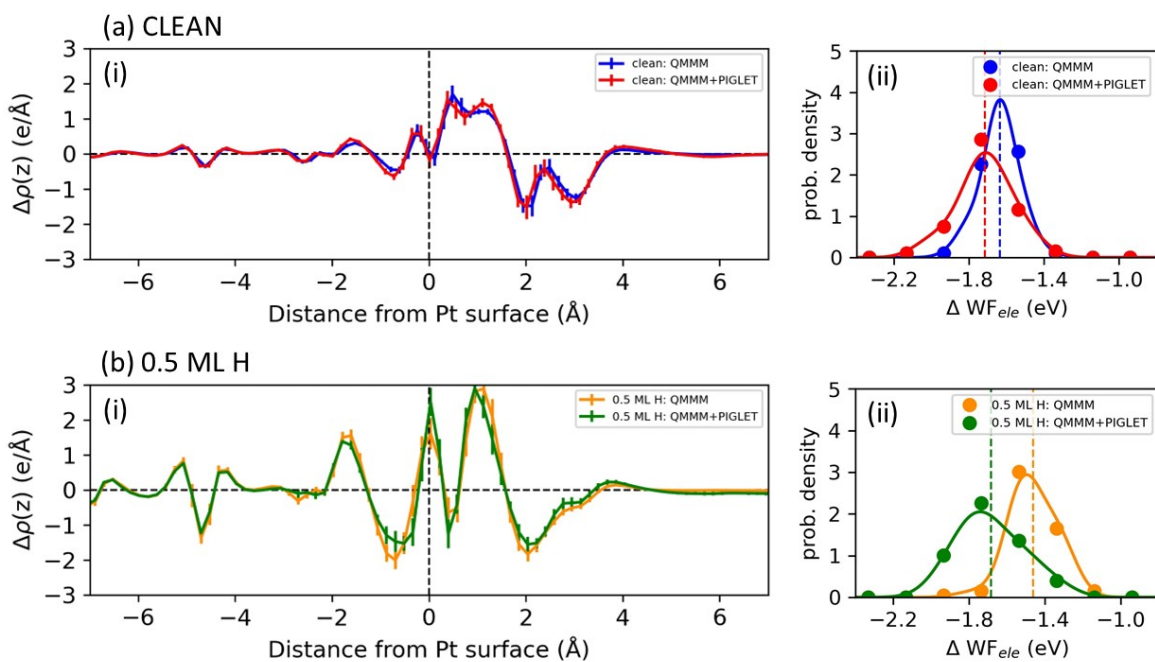 (a) CLEAN
(i)
clean: QMMM
clean: QMMM+PIGLET
3
2
1
0
−1
−2
−3
Δρ(z) (e/Å)
−6 −4 −2 0 2 4 6
Distance from Pt surface (Å)
(ii)
clean: QMMM
clean: QMMM+PIGLET
5
4
3
2
1
0
prob. density
−2.2 −1.8 −1.4 −1.0
Δ WFele (eV)
(b) 0.5 ML H
(i)
0.5 ML H: QMMM
0.5 ML H: QMMM+PIGLET
3
2
1
0
−1
−2
−3
Δρ(z) (e/Å)
−6 −4 −2 0 2 4 6
Distance from Pt surface (Å)
(ii)
0.5 ML H: QMMM
0.5 ML H: QMMM+PIGLET
5
4
3
2
1
0
prob. density
−2.2 −1.8 −1.4 −1.0
Δ WFele (eV)